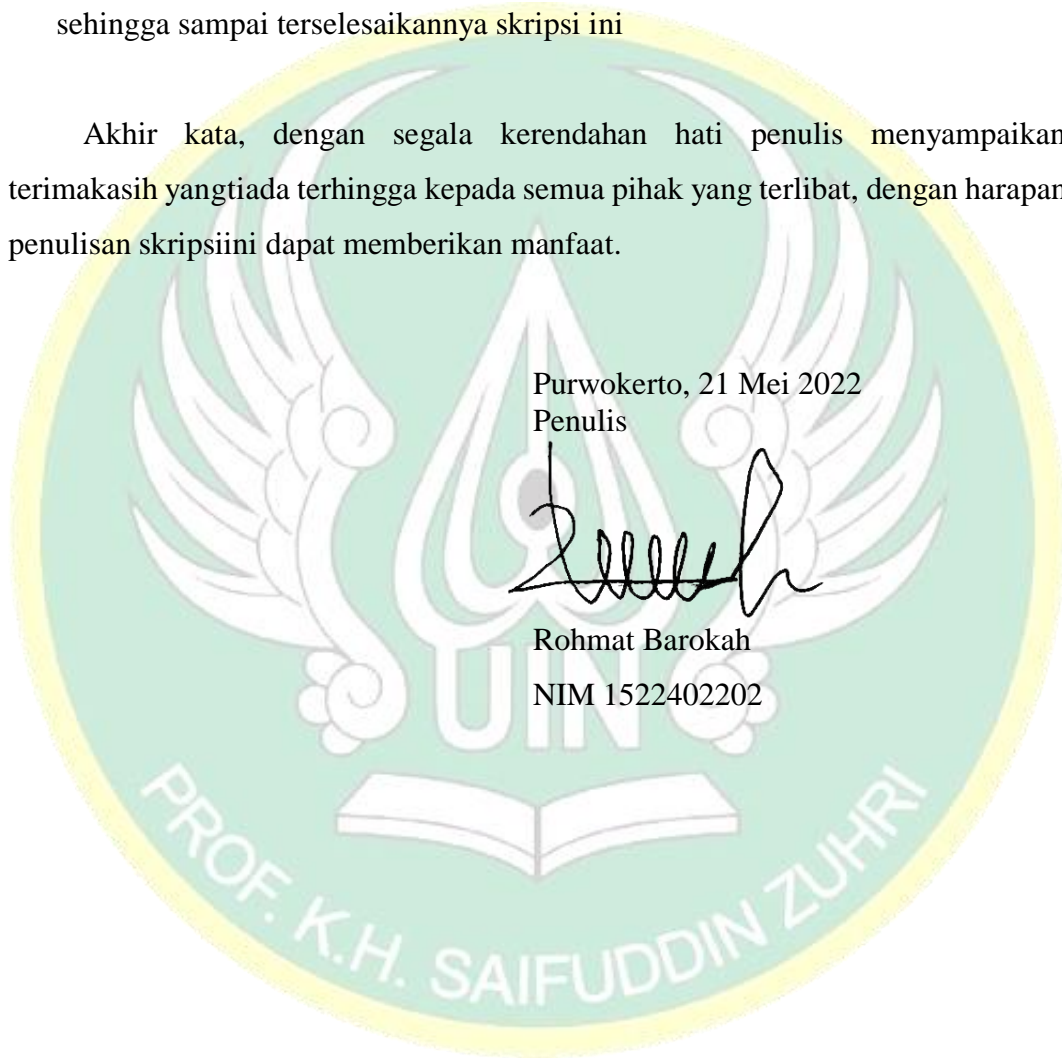 sehingga sampai terselesaikannya skripsi ini
Akhir kata, dengan segala kerendahan hati penulis menyampaikan
terimakasih yangtiada terhingga kepada semua pihak yang terlibat, dengan harapan
penulisan skripsiini dapat memberikan manfaat.
Purwokerto, 21 Mei 2022
Penulis
Rohmat Barokah
NIM 1522402202
UIN
PROF. K.H. SAIFUDDIN ZUHRI